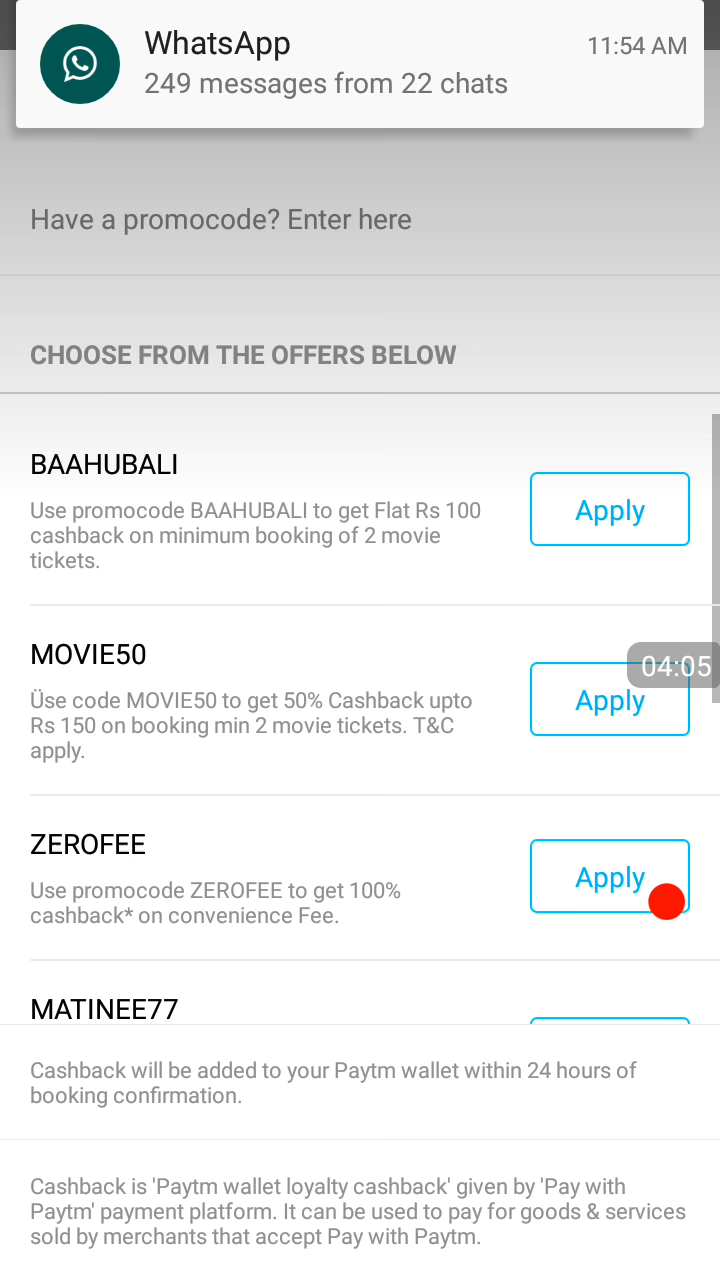 WhatsApp
11:54 AM
249 messages from 22 chats
Have a promocode? Enter here
CHOOSE FROM THE OFFERS BELOW
BAAHUBALI
Use promocode BAAHUBALI to get Flat Rs 100
cashback on minimum booking of 2 movie
tickets.
Apply
MOVIE50
Üse code MOVIE50 to get 50% Cashback upto
Rs 150 on booking min 2 movie tickets. T&C
apply.
04:05
Apply
ZEROFEE
Use promocode ZEROFEE to get 100%
cashback* on convenience Fee.
Apply
MATINEE77
Cashback will be added to your Paytm wallet within 24 hours of
booking confirmation.
Cashback is 'Paytm wallet loyalty cashback' given by 'Pay with
Paytm' payment platform. It can be used to pay for goods & services
sold by merchants that accept Pay with Paytm.